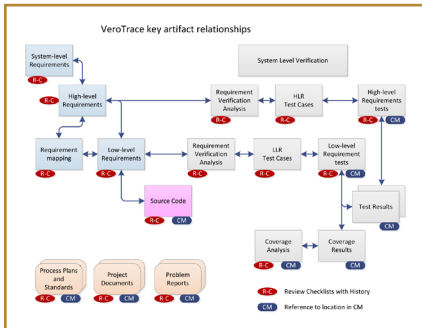 VeroTrace key artifact relationships
System-level
Requirements
R-C
System Level Verification
High-level
Requirements
R-C
Requirement
Verification
Analysis
R-C
HLR
Test Cases
R-C
High-level
Requirements
tests
R-C
CM
Requirement
mapping
R-C
Low-level
Requirements
R-C
Requirement
Verification
Analysis
R-C
LLR
Test Cases
R-C
Low-level
Requirement
tests
R-C
CM
Source Code
R-C
CM
Test Results
CM
Coverage
Analysis
R-C
CM
Coverage
Results
CM
Process Plans
and
Standards
R-C
CM
Project
Documents
R-C
CM
Problem
Reports
R-C
CM
R-C
Review Checklists with History
CM
Reference to location in CM